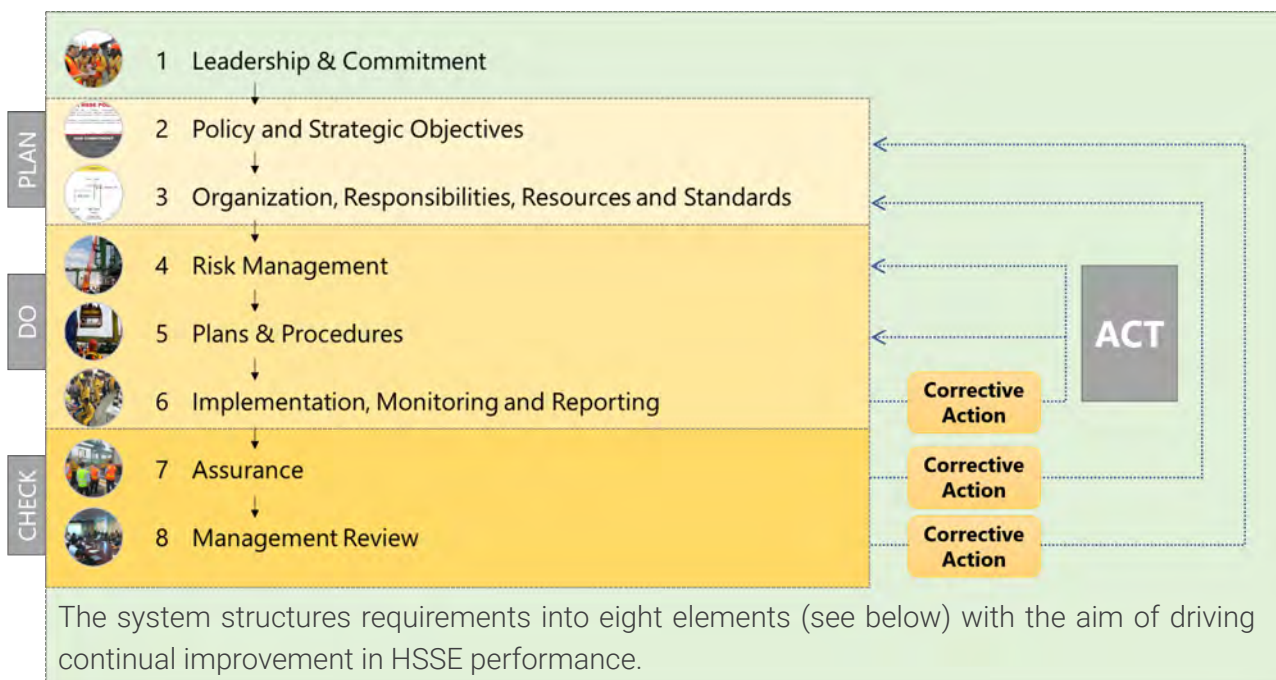 1 Leadership & Commitment
PLAN
2 Policy and Strategic Objectives
3 Organization, Responsibilities, Resources and Standards
DO
4 Risk Management
5 Plans & Procedures
6 Implementation, Monitoring and Reporting
ACT
Corrective
Action
CHECK
7 Assurance
Corrective
Action
8 Management Review
Corrective
Action
The system structures requirements into eight elements (see below) with the aim of driving
continual improvement in HSSE performance.